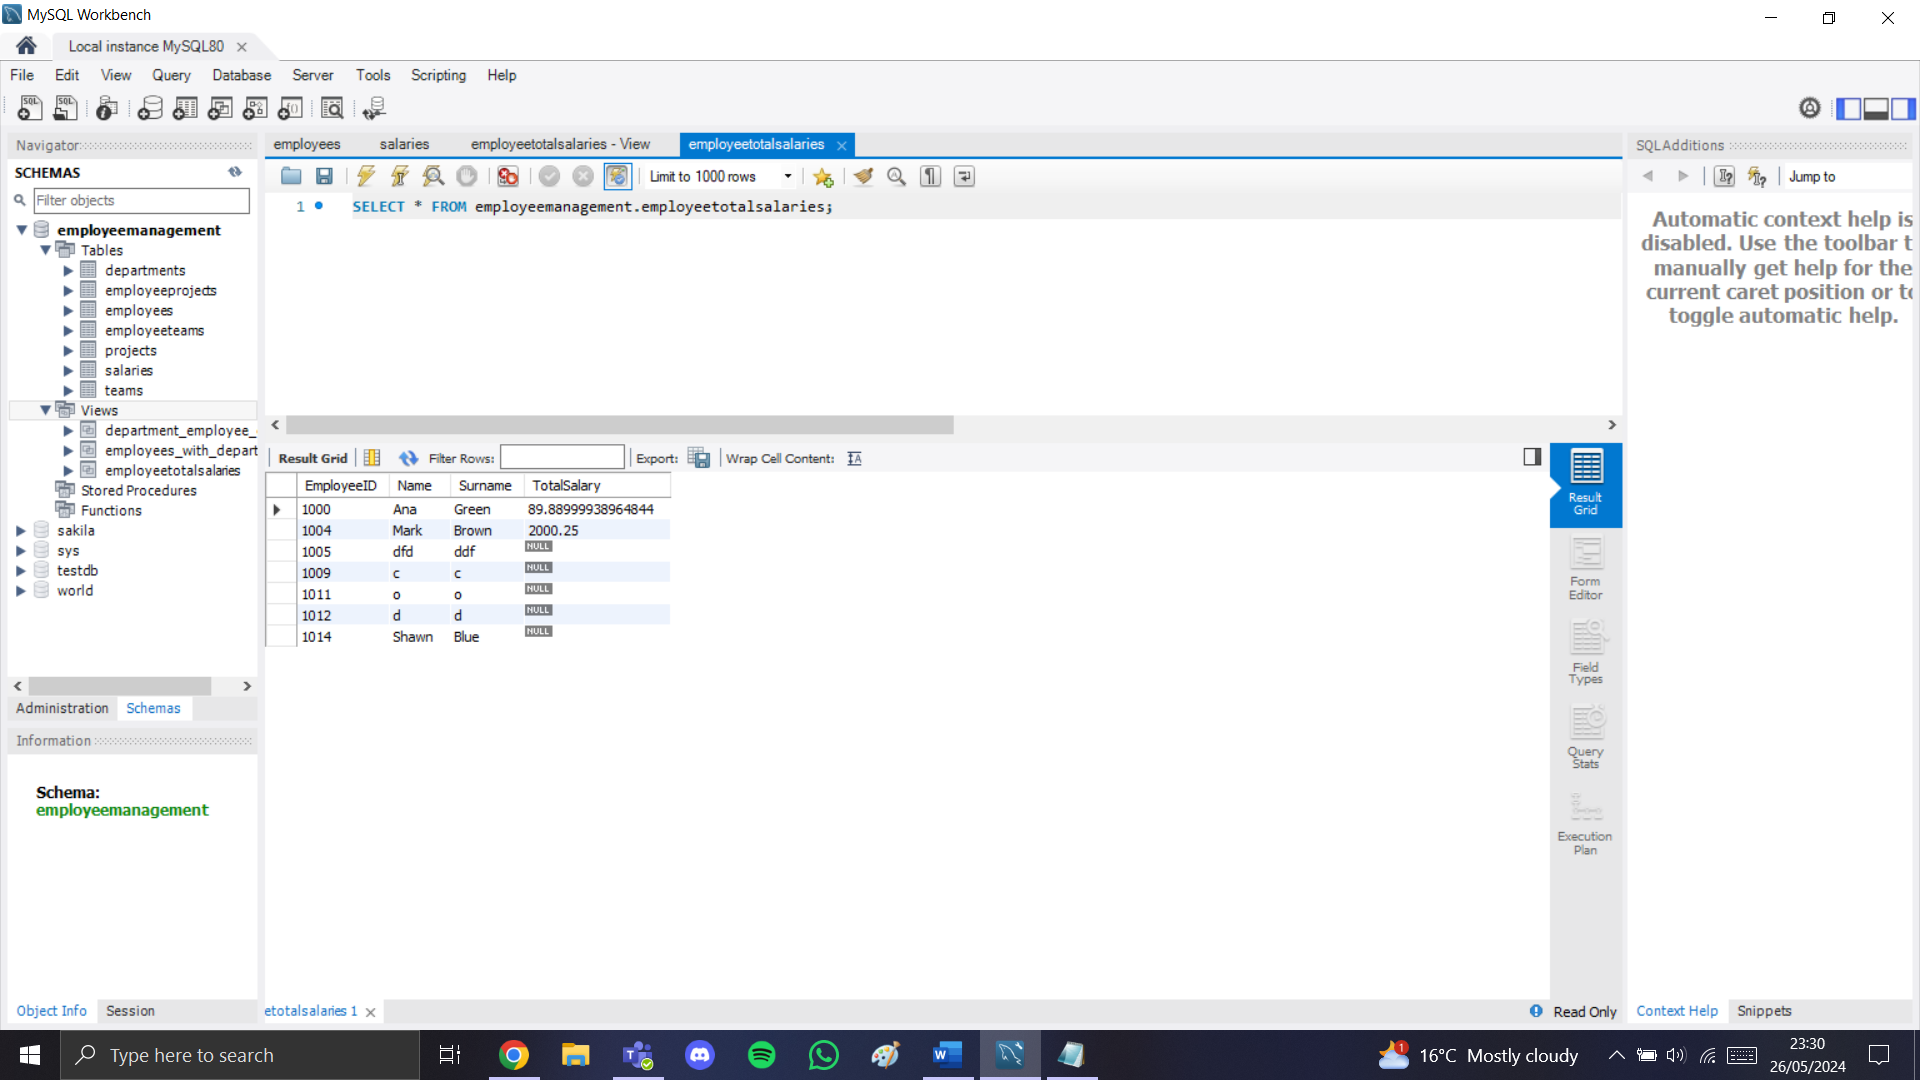 MySQL Workbench
Local instance MySQL80
File Edit View Query Database Server Tools Scripting Help
Navigator
SCHEMAS
Filter objects
employeemanagement
Tables
departments
employeeprojects
employees
employeeteams
projects
salaries
teams
Views
department_employee_
employees_with_depart
employeetotalsalaries
Stored Procedures
Functions
sakila
sys
testdb
world
Administration Schemas
Information
Schema:
employeemanagement
Object Info Session
employees salaries employeetotalsalaries - View employeetotalsalaries
Limit to 1000 rows
1 SELECT * FROM employeemanagement.employeetotalsalaries;
Result Grid Filter Rows: Export: Wrap Cell Content:
EmployeeID Name Surname TotalSalary
1000 Ana Green 89.88999938964844
1004 Mark Brown 2000.25
1005 dfd ddf NULL
1009 c c NULL
1011 o o NULL
1012 d d NULL
1014 Shawn Blue NULL
Result
Grid
Form
Editor
Field
Types
Query
Stats
Execution
Plan
etotalsalaries 1
Read Only
SQLAdditions
Jump to
Automatic context help is
disabled. Use the toolbar t
manually get help for the
current caret position or to
toggle automatic help.
Context Help Snippets
Type here to search
1
16°C Mostly cloudy
23:30
26/05/2024